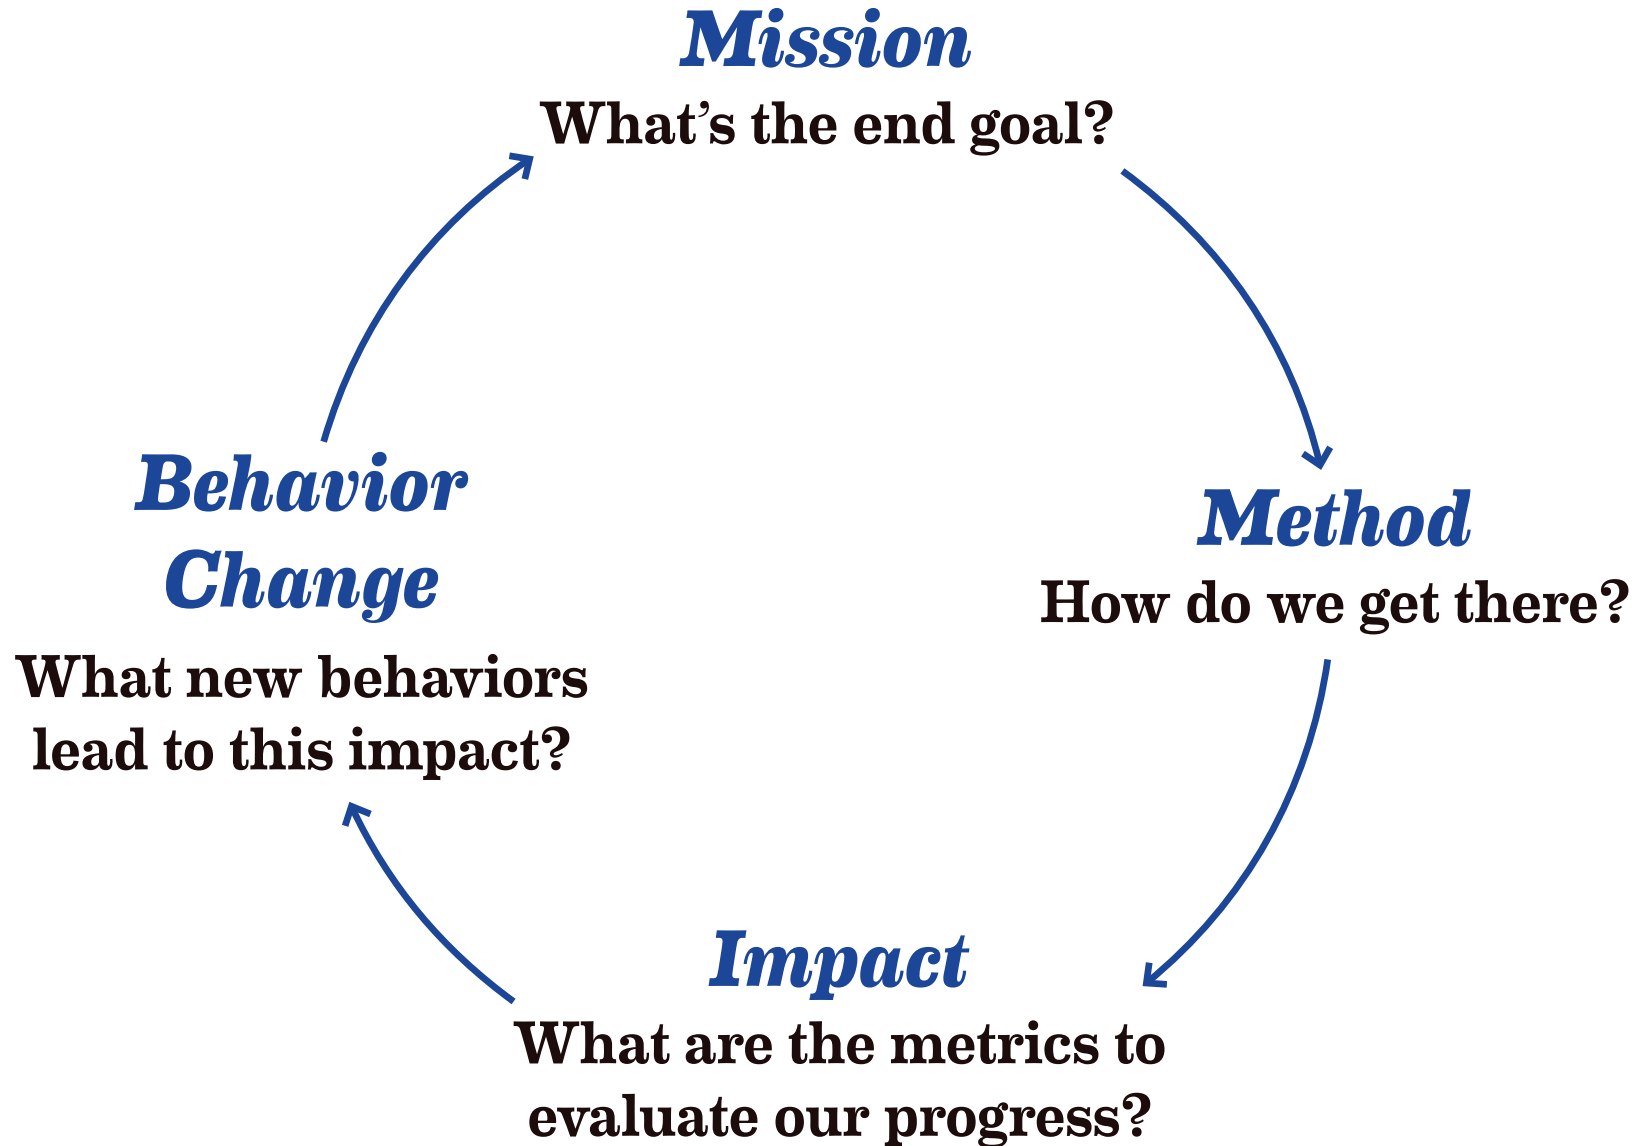 Mission
What's the end goal?
Method
How do we get there?
Impact
What are the metrics to
evaluate our progress?
Behavior
Change
What new behaviors
lead to this impact?